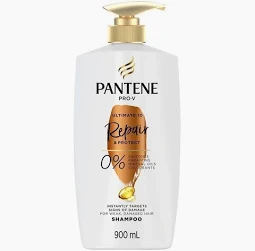 PANTENE
PRO-V
ULTIMATE 10
Repair
& PROTECT
0%
INSTANTLY TARGETS
SIGNS OF DAMAGE
FOR WEAK, DAMAGED HAIR
SHAMPOO
900 mL